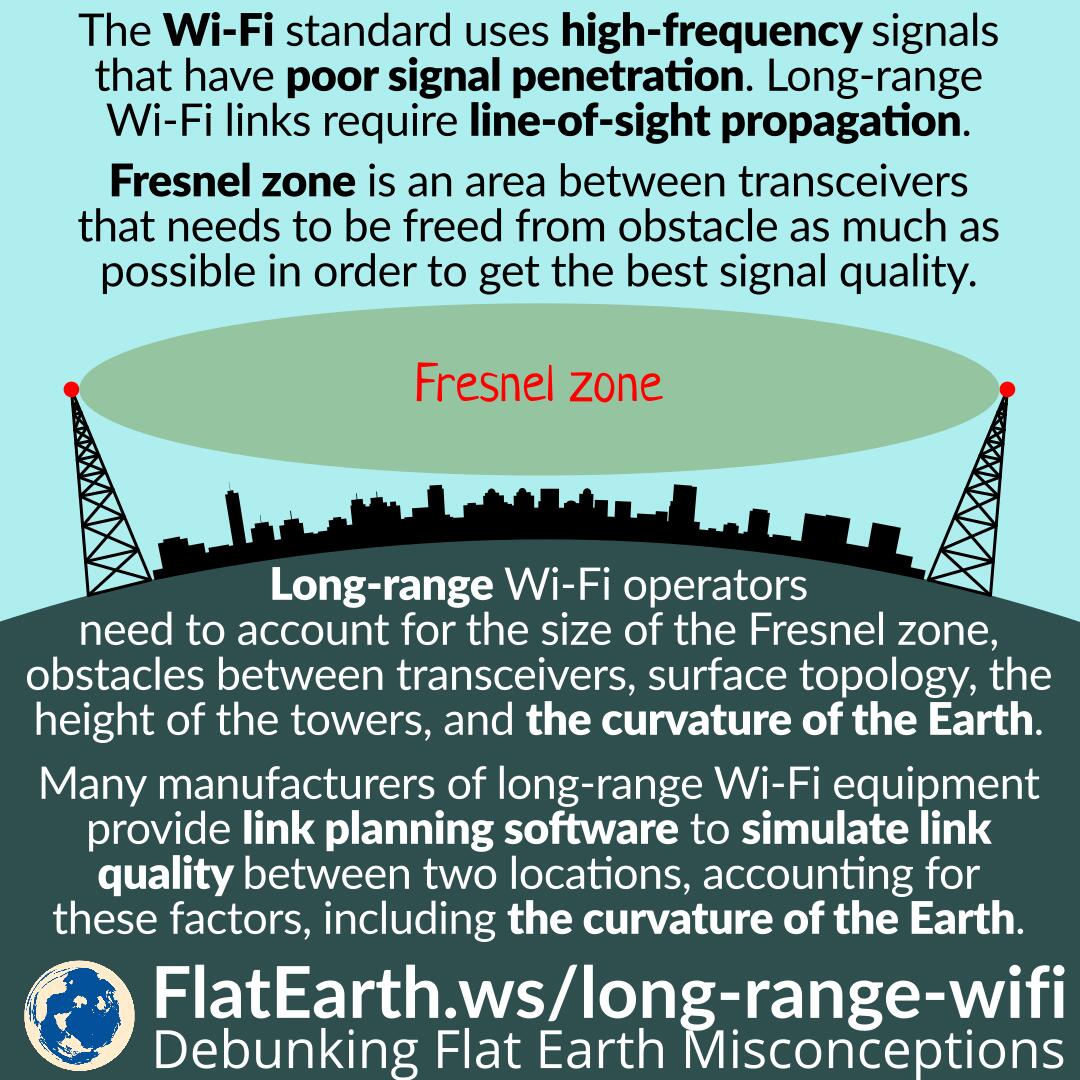 The Wi-Fi standard uses high-frequency signals
that have poor signal penetration. Long-range
Wi-Fi links require line-of-sight propagation.
Fresnel zone is an area between transceivers
that needs to be freed from obstacle as much as
possible in order to get the best signal quality.
Fresnel zone
Long-range Wi-Fi operators
need to account for the size of the Fresnel zone,
obstacles between transceivers, surface topology, the
height of the towers, and the curvature of the Earth.
Many manufacturers of long-range Wi-Fi equipment
provide link planning software to simulate link
quality between two locations, accounting for
these factors, including the curvature of the Earth.
FlatEarth.ws/long-range-wifi
Debunking Flat Earth Misconceptions